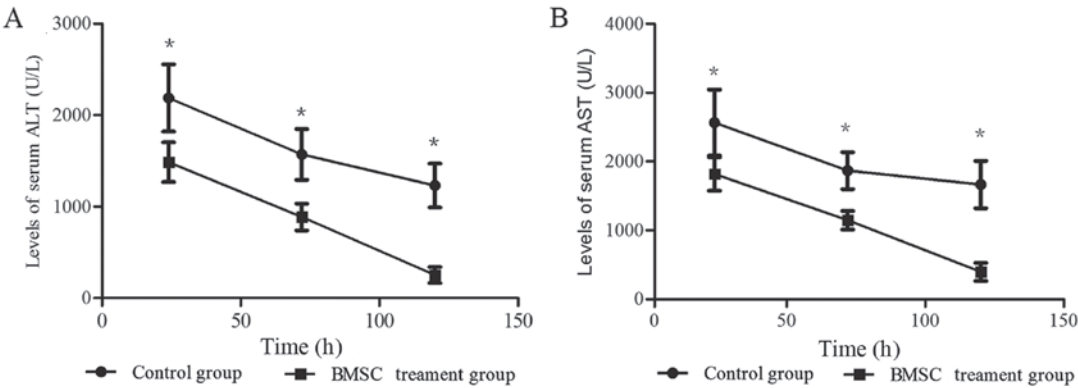 A
Levels of serum ALT (U/L)
3000
2000
1000
0
*
*
*
0 50 100 150
Time (h)
Control group BMSC treament group
B
Levels of serum AST (U/L)
4000
3000
2000
1000
0
*
*
*
0 50 100 150
Time (h)
Control group BMSC treament group